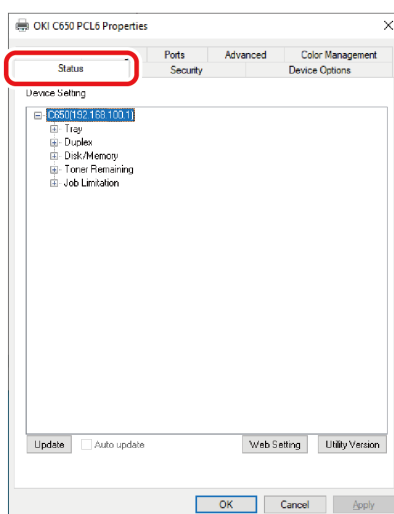 OKI C650 PCL6 Properties
Ports Advanced Color Management
Status Security Device Options
Device Setting
C650(192.168.100.1)
Tray
Duplex
Disk/Memory
Toner Remaining
Job Limitation
Update Auto update Web Setting Utility Version
OK Cancel Apply